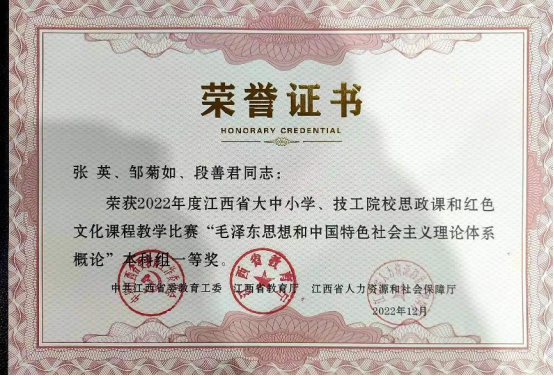 荣誉证书
HONORARY CREDENTIAL
张 英、邹菊如、段善君同志：
荣获2022年度江西省大中小学、技工院校思政课和红色
文化课程教学比赛“毛泽东思想和中国特色社会主义理论体系
概论”本科组一等奖。
中共江西省委教育工委 江西省教育厅 江西省人力资源和社会保障厅
2022年12月